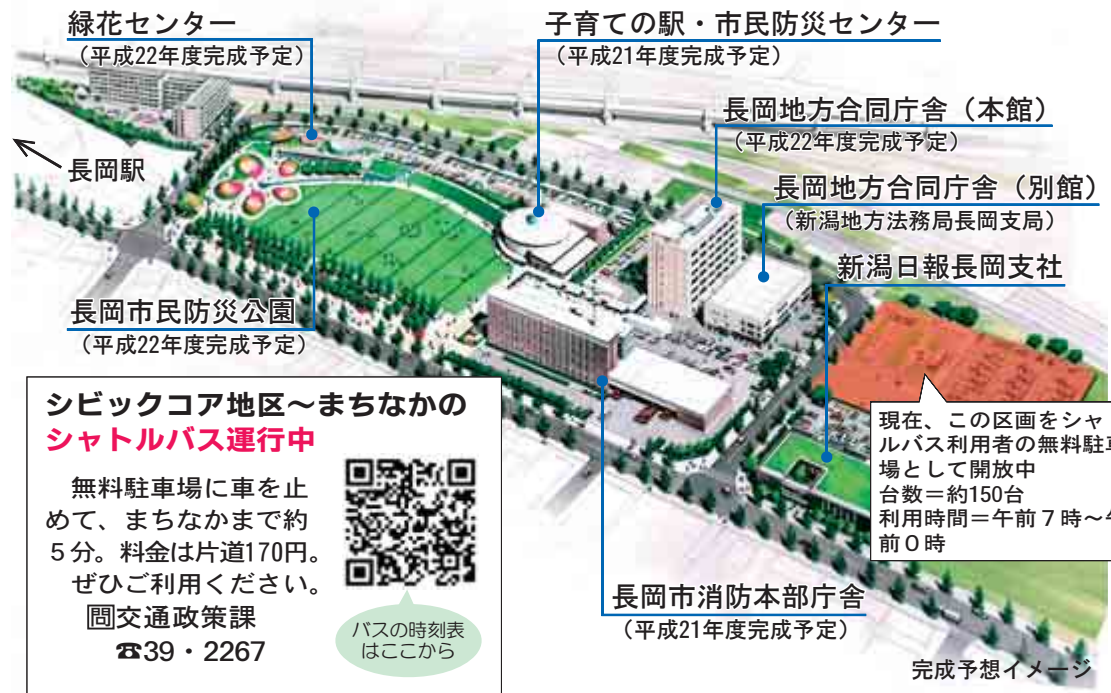 緑花センター
（平成22年度完成予定）
子育ての駅・市民防災センター
（平成21年度完成予定）
長岡地方合同庁舎（本館）
（平成22年度完成予定）
長岡駅
長岡地方合同庁舎（別館）
（新潟地方法務局長岡支局）
新潟日報長岡支社
長岡市民防災公園
（平成22年度完成予定）
シビックコア地区～まちなかの
シャトルバス運行中
無料駐車場に車を止
めて、まちなかまで約
５分。料金は片道170円。
ぜひご利用ください。
問交通政策課
☎39・2267
バスの時刻表
はここから
現在、この区画をシャ
ルバス利用者の無料駐車
場として開放中
台数＝約150台
利用時間＝午前７時～午
前０時
長岡市消防本部庁舎
（平成21年度完成予定）
完成予想イメージ